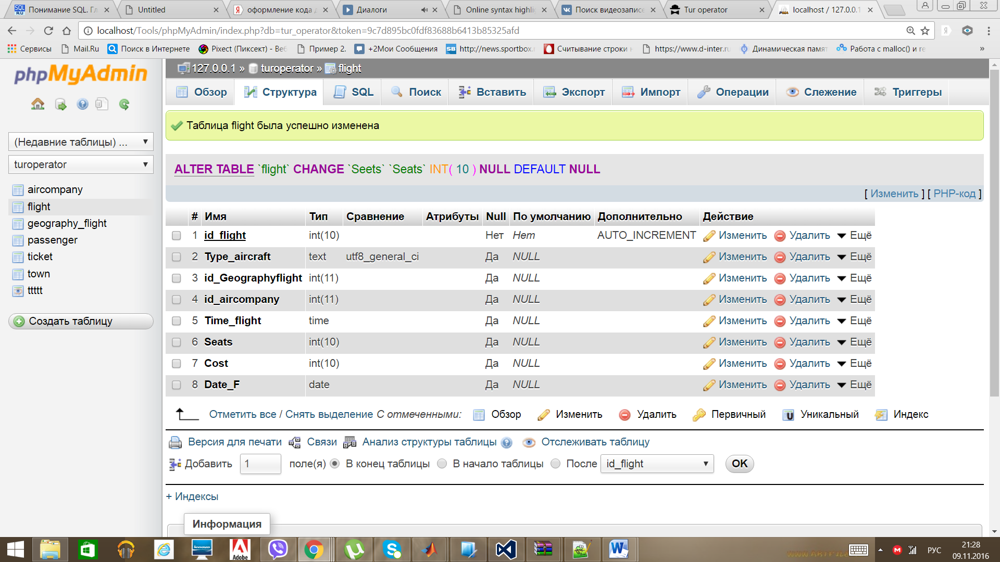 Понимание SQL. Гл
Untitled
оформление кода д
Диалоги
Online syntax highlig
Поиск видеозаписе
Tur operator
localhost / 127.0.0.1
localhost/Tools/phpMyAdmin/index.php?db=tur_operator&token=9c7d895bc0fdf83688b6413b85325afd
Сервисы
Mail.Ru
Поиск в Интернете
Pixect (Пиксект) - Веб
Пример 2.
+2Мои Сообщения
http://news.sportbox.r
Считывание строки
https://www.d-inter.ru
Динамическая памят
Работа с malloc() и re
»
phpMyAdmin
(Недавние таблицы) ...
turoperator
aircompany
flight
geography_flight
passenger
ticket
town
ttttt
Создать таблицу
127.0.0.1 » turoperator » flight
Обзор Структура SQL Поиск Вставить Экспорт Импорт Операции Слежение Триггеры
Таблица flight была успешно изменена
ALTER TABLE `flight` CHANGE `Seets` `Seats` INT( 10 ) NULL DEFAULT NULL
[ Изменить ] [ PHP-код ]
# Имя Тип Сравнение Атрибуты Null По умолчанию Дополнительно Действие
1 id_flight int(10) Нет Нет AUTO_INCREMENT Изменить Удалить Ещё
2 Type_aircraft text utf8_general_ci Да NULL Изменить Удалить Ещё
3 id_Geographyflight int(11) Да NULL Изменить Удалить Ещё
4 id_aircompany int(11) Да NULL Изменить Удалить Ещё
5 Time_flight time Да NULL Изменить Удалить Ещё
6 Seats int(10) Да NULL Изменить Удалить Ещё
7 Cost int(10) Да NULL Изменить Удалить Ещё
8 Date_F date Да NULL Изменить Удалить Ещё
Отметить все / Снять выделение С отмеченными: Обзор Изменить Удалить Первичный Уникальный Индекс
Версия для печати Связи Анализ структуры таблицы Отслеживать таблицу
Добавить 1 поле(я) В конец таблицы В начало таблицы После id_flight OK
+ Индексы
Информация
Adobe
РУС
21:28
09.11.2016